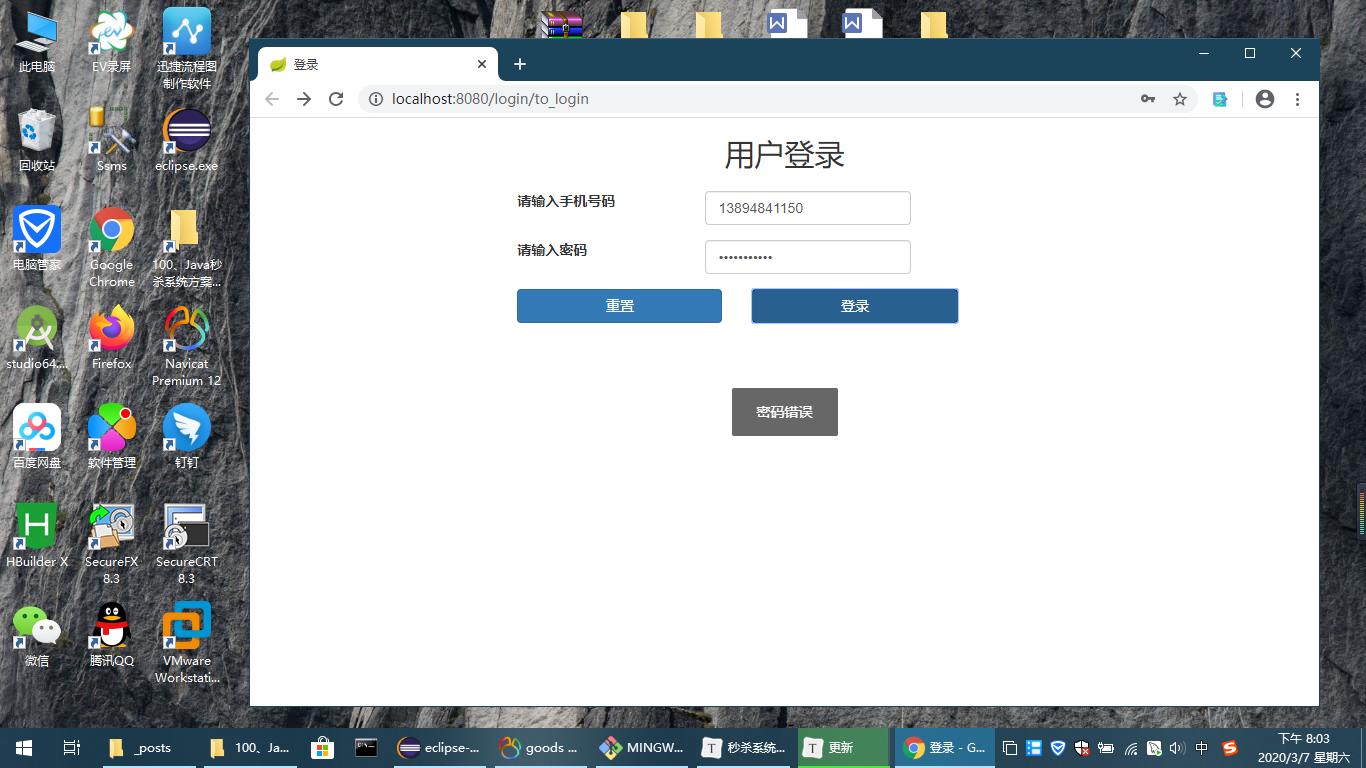 此电脑
EV录屏
迅捷流程图
制作软件
回收站
Ssms
eclipse.exe
电脑管家
Google
Chrome
100、Java秒
杀系统方案...
studio64....
Firefox
Navicat
Premium 12
百度网盘
软件管理
钉钉
HBuilder X
SecureFX
8.3
SecureCRT
8.3
微信
腾讯QQ
VMware
Workstati...
登录
localhost:8080/login/to_login
用户登录
请输入手机号码
13894841150
请输入密码
•••••••••••
重置
登录
密码错误
_posts
100、Ja...
eclipse-...
goods ...
MINGW...
秒杀系统...
更新
登录 - G...
中
下午 8:03
2020/3/7 星期六